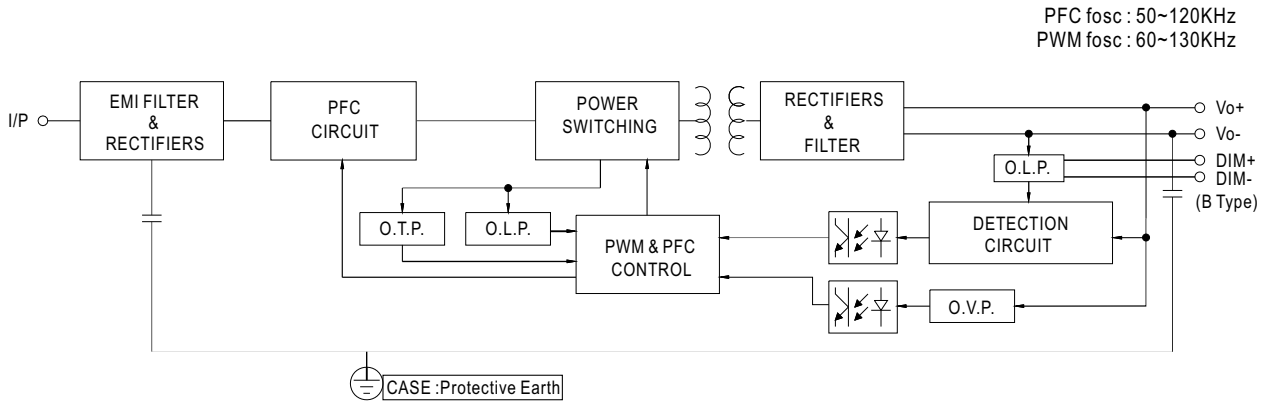 PFC fosc : 50~120KHz
PWM fosc : 60~130KHz
I/P
EMI FILTER
&
RECTIFIERS
PFC
CIRCUIT
POWER
SWITCHING
RECTIFIERS
&
FILTER
Vo+
Vo-
DIM+
DIM-
(B Type)
O.L.P.
O.T.P.
O.L.P.
PWM & PFC
CONTROL
DETECTION
CIRCUIT
O.V.P.
CASE :Protective Earth